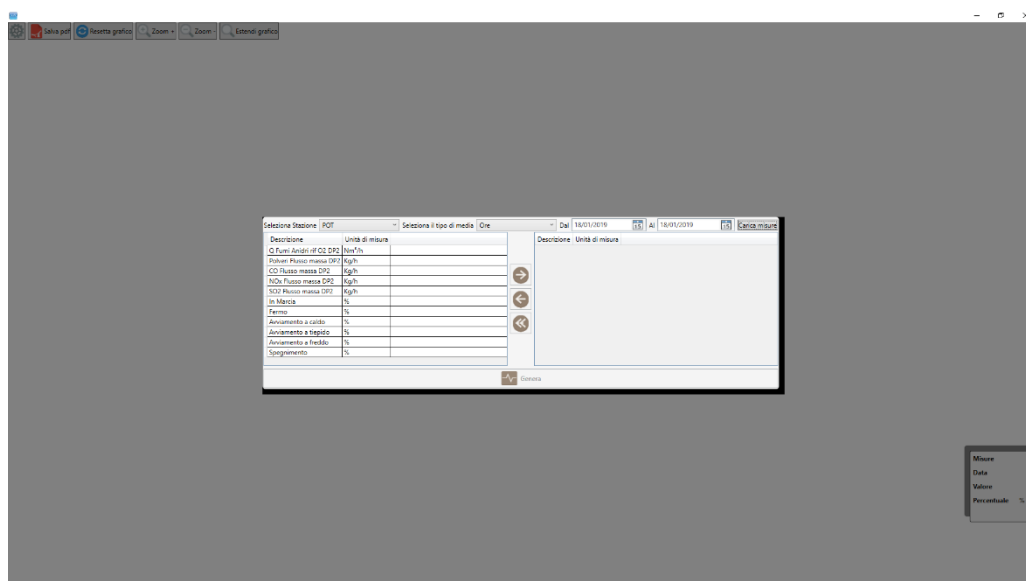 Salva pdf Resetta grafico Zoom + Zoom - Estendi grafico
Seleziona Stazione POT Seleziona il tipo di media Ore Dal 18/01/2019 15 Al 18/01/2019 15 Carica misure
Descrizione Unità di misura Descrizione Unità di misura
Q Fumi Anidri rif O2 DP2 Nm³/h
Polveri Flusso massa DP2 Kg/h
CO Flusso massa DP2 Kg/h
NOx Flusso massa DP2 Kg/h
SO2 Flusso massa DP2 Kg/h
In Marcia %
Fermo %
Avviamento a caldo %
Avviamento a tiepido %
Avviamento a freddo %
Spegnimento %
Genera
Misure
Data
Valore
Percentuale %